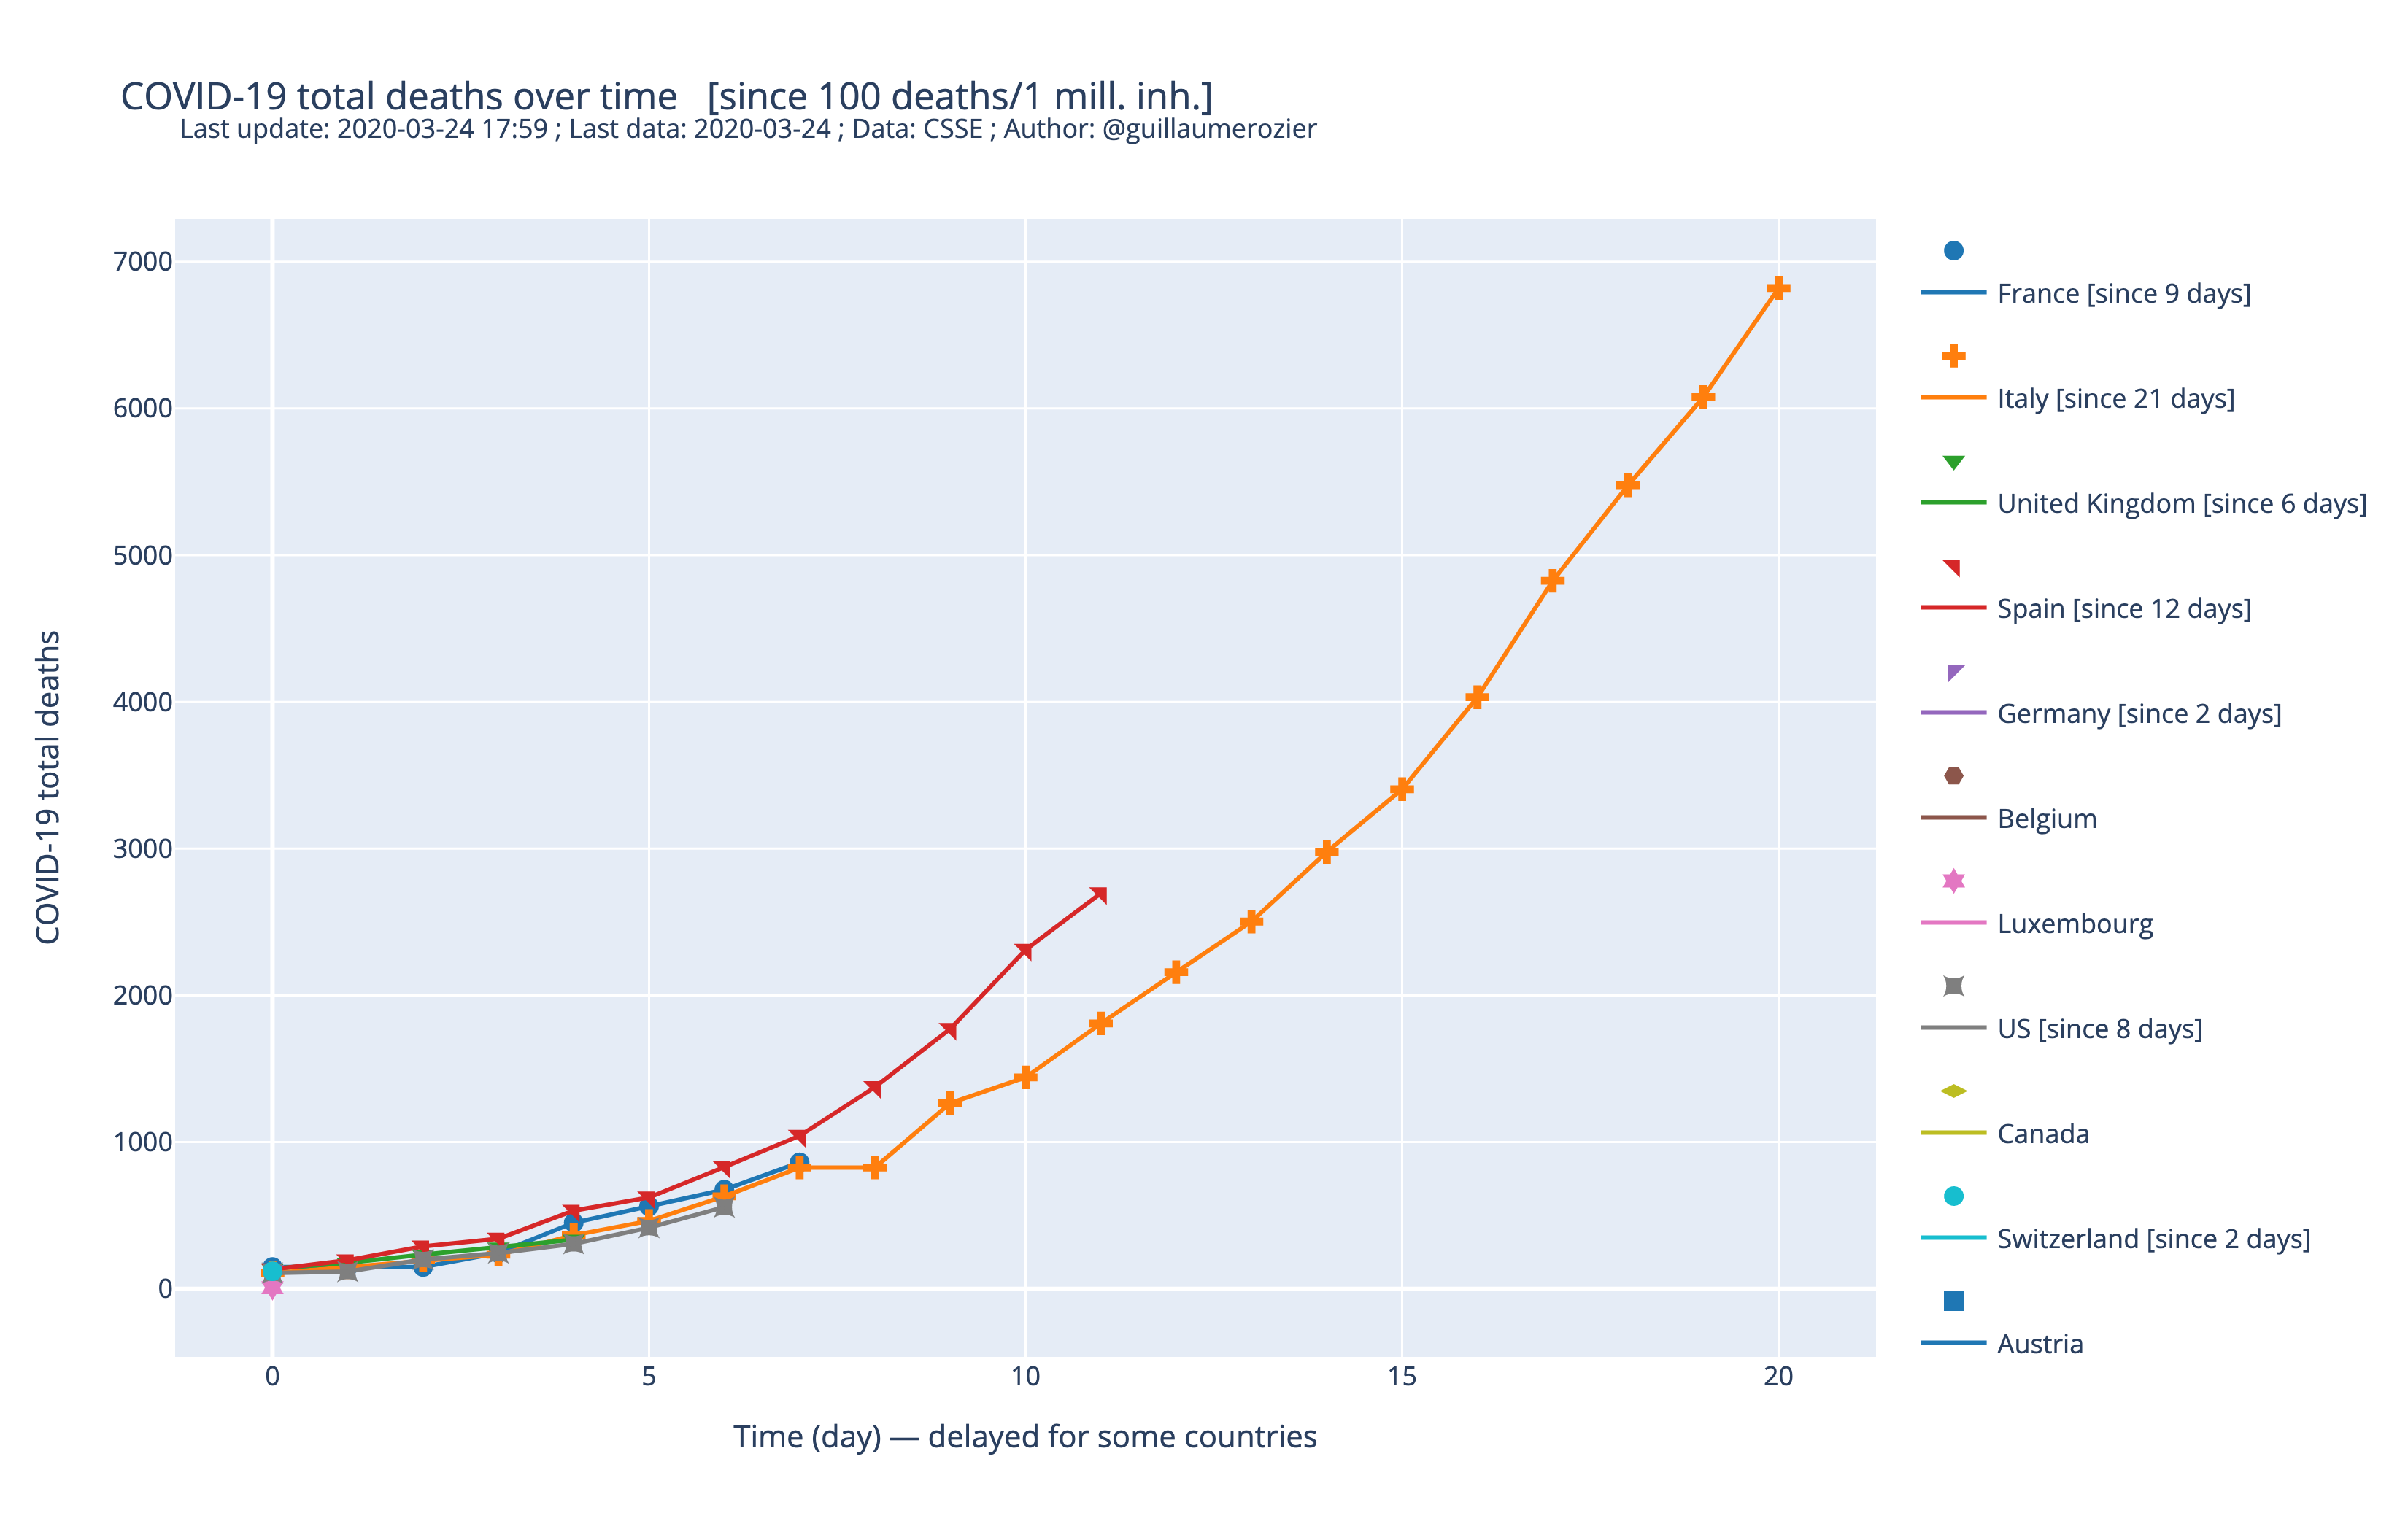 COVID-19 total deaths over time   [since 100 deaths/1 mill. inh.]
Last update: 2020-03-24 17:59 ; Last data: 2020-03-24 ; Data: CSSE ; Author: @guillaumerozier
COVID-19 total deaths
7000
6000
5000
4000
3000
2000
1000
0
0
5
10
15
20
Time (day) — delayed for some countries
France [since 9 days]
Italy [since 21 days]
United Kingdom [since 6 days]
Spain [since 12 days]
Germany [since 2 days]
Belgium
Luxembourg
US [since 8 days]
Canada
Switzerland [since 2 days]
Austria